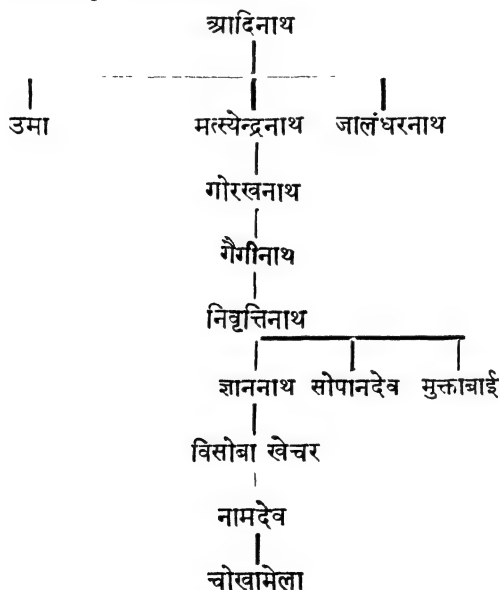 आदिनाथ
उमा मत्स्येन्द्रनाथ जालंधरनाथ
गोरखनाथ
गैगीनाथ
निवृत्तिनाथ
ज्ञाननाथ सोपानदेव मुक्ताबाई
विसोबा खेचर
नामदेव
चोखामेला